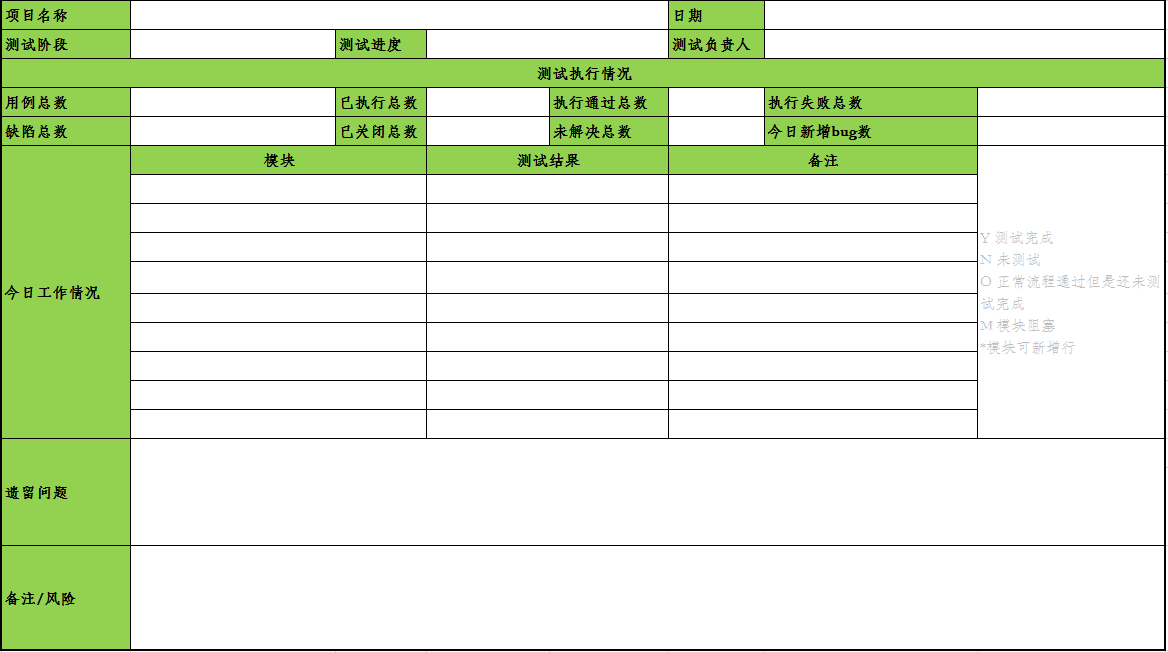 项目名称 日期
测试阶段 测试进度 测试负责人
测试执行情况
用例总数 已执行总数 执行通过总数 执行失败总数
缺陷总数 已关闭总数 未解决总数 今日新增bug数
今日工作情况 模块 测试结果 备注
Y 测试完成
N 未测试
O 正常流程通过但是还未测
试完成
M 模块阻塞
*模块可新增行
遗留问题
备注/风险